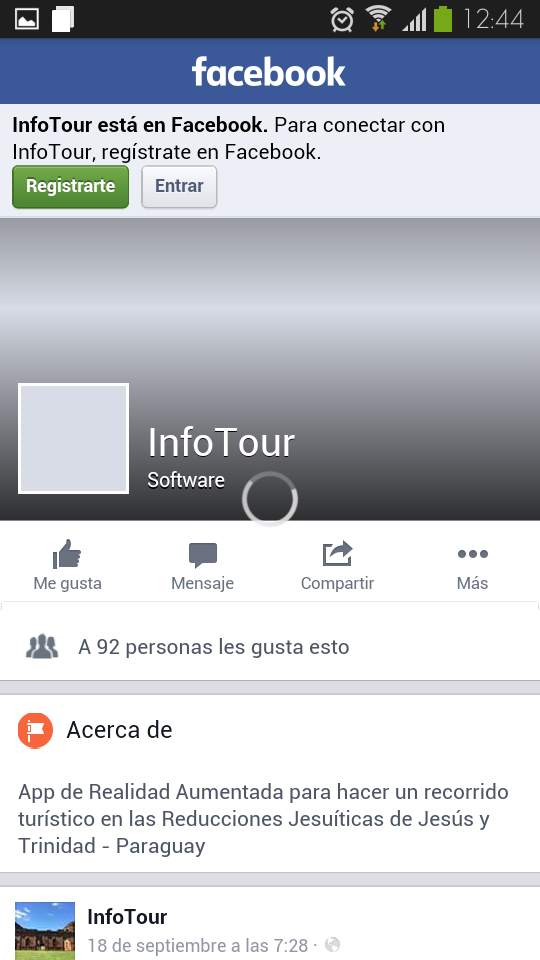 12:44
facebook
InfoTour está en Facebook. Para conectar con
InfoTour, regístrate en Facebook.
Registrarte Entrar
InfoTour
Software
Me gusta Mensaje Compartir Más
A 92 personas les gusta esto
Acerca de
App de Realidad Aumentada para hacer un recorrido
turístico en las Reducciones Jesuíticas de Jesús y
Trinidad - Paraguay
InfoTour
18 de septiembre a las 7:28 ·